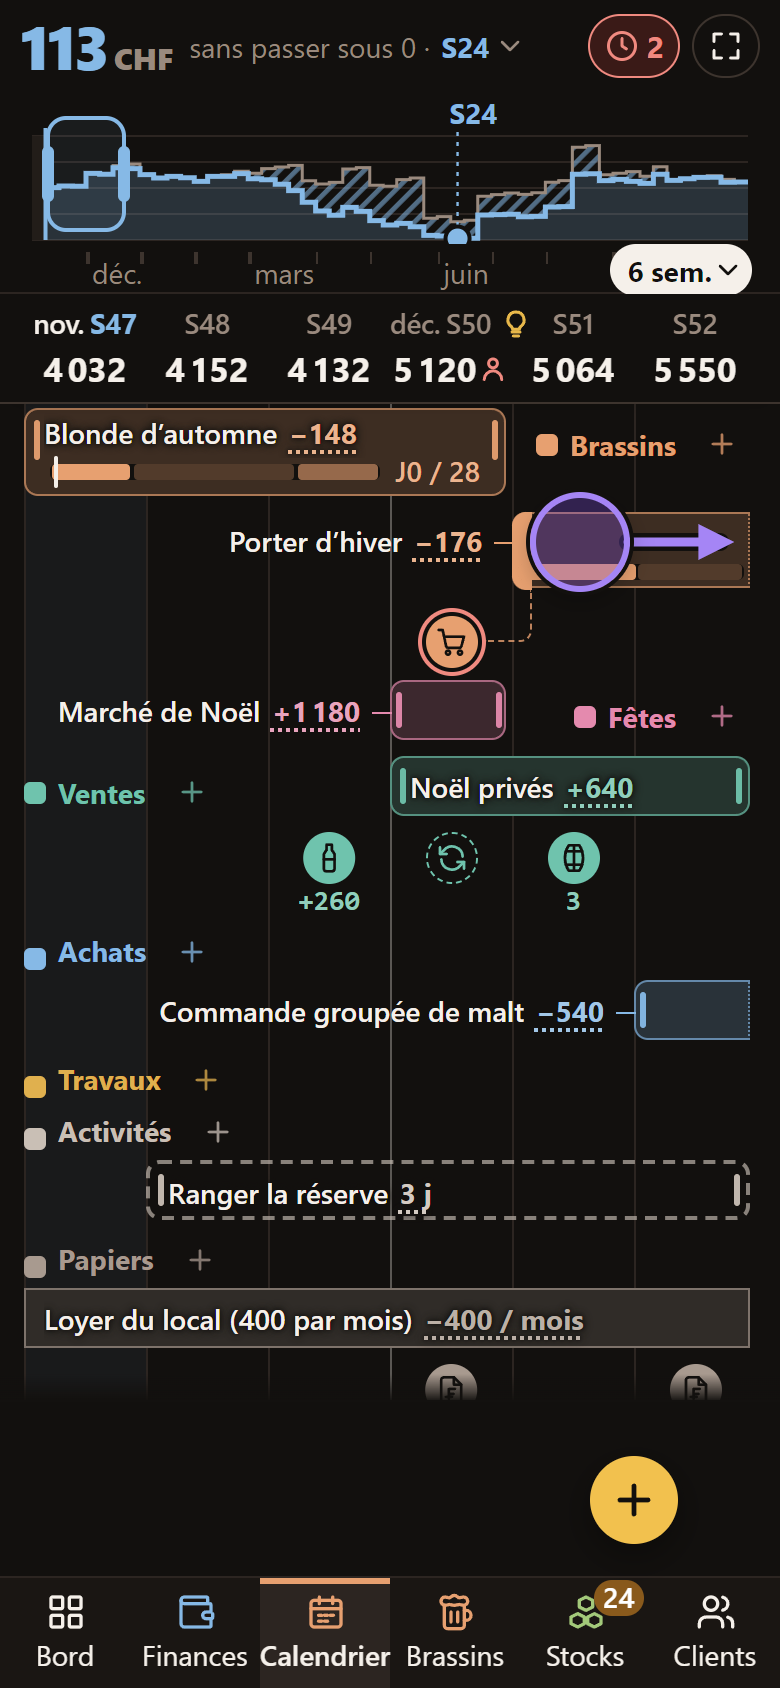 113 CHF sans passer sous 0 · S24
2
S24
déc. mars juin
6 sem.
nov. S47 S48 S49 déc. S50 S51 S52
4 032 4 152 4 132 5 120 5 064 5 550
Blonde d’automne –148
Brassins +
J0 / 28
Porter d’hiver –176
Marché de Noël +1 180
Fêtes +
Ventes +
Noël privés +640
+260 3
Achats +
Commande groupée de malt –540
Travaux +
Activités +
Ranger la réserve 3 j
Papiers +
Loyer du local (400 par mois) –400 / mois
+
24
Bord Finances Calendrier Brassins Stocks Clients